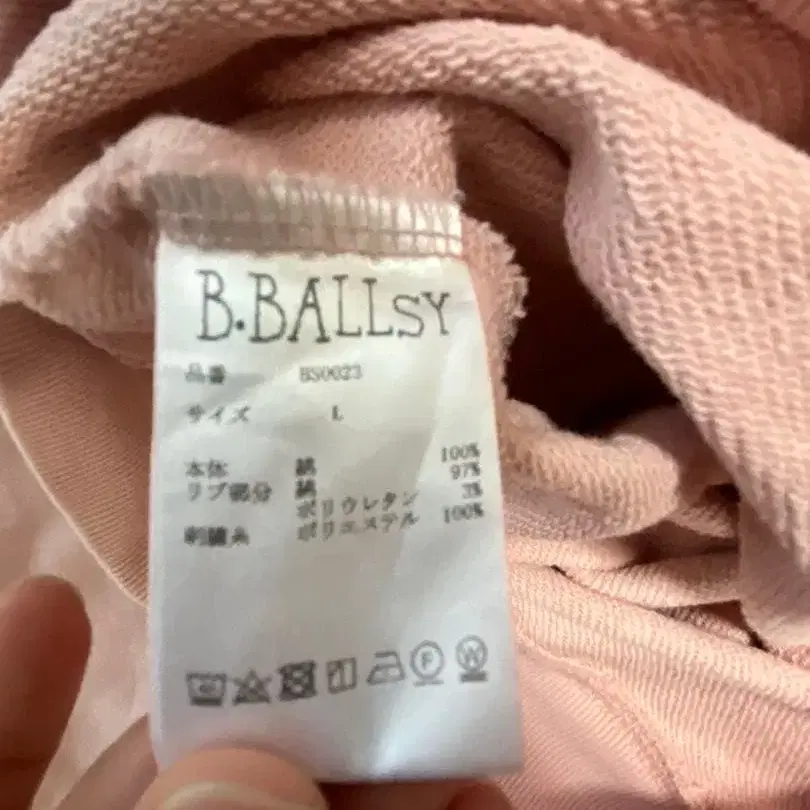 B.BALLSY
品番 BS0023
サイズ L
本体 綿 100%
リブ部分 綿 97%
ポリウレタン 3%
刺繍糸 ポリエステル 100%
F W